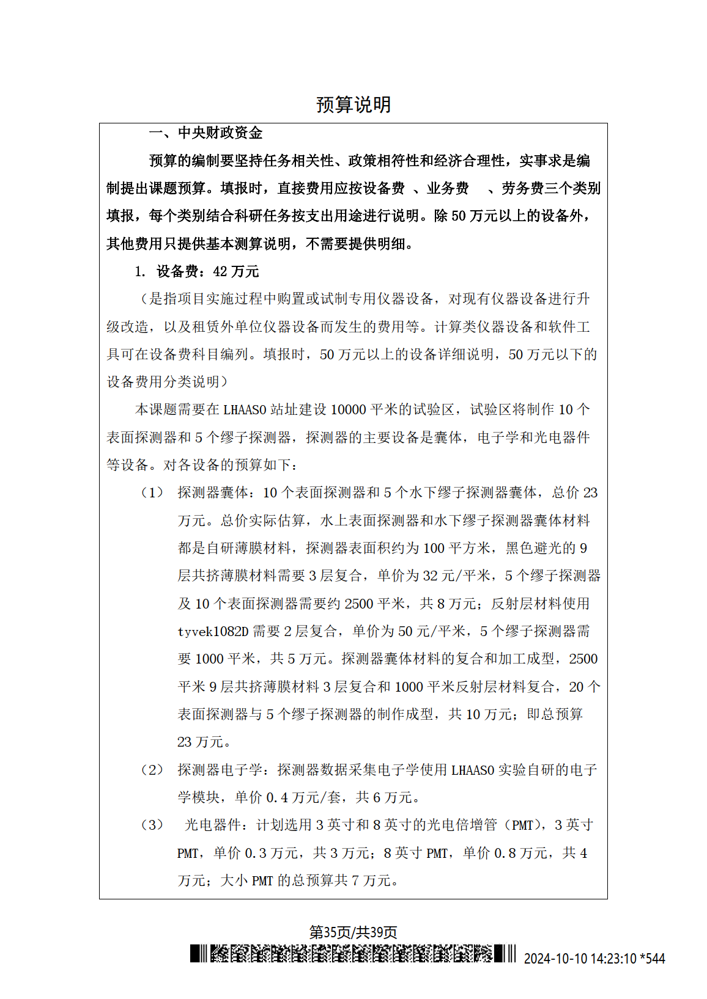 预算说明
一、中央财政资金
预算的编制要坚持任务相关性、政策相符性和经济合理性，实事求是编
制提出课题预算。填报时，直接费用应按设备费 、业务费 、劳务费三个类别
填报，每个类别结合科研任务按支出用途进行说明。除 50 万元以上的设备外，
其他费用只提供基本测算说明，不需要提供明细。
1. 设备费：42 万元
（是指项目实施过程中购置或试制专用仪器设备，对现有仪器设备进行升
级改造，以及租赁外单位仪器设备而发生的费用等。计算类仪器设备和软件工
具可在设备费科目编列。填报时，50 万元以上的设备详细说明，50 万元以下的
设备费用分类说明）
本课题需要在 LHAASO 站址建设 10000 平米的试验区，试验区将制作 10 个
表面探测器和 5 个缪子探测器，探测器的主要设备是囊体，电子学和光电器件
等设备。对各设备的预算如下：
（1） 探测器囊体：10 个表面探测器和 5 个水下缪子探测器囊体，总价 23
万元。总价实际估算，水上表面探测器和水下缪子探测器囊体材料
都是自研薄膜材料，探测器表面积约为 100 平方米，黑色避光的 9
层共挤薄膜材料需要 3 层复合，单价为 32 元/平米，5 个缪子探测器
及 10 个表面探测器需要约 2500 平米，共 8 万元；反射层材料使用
tyvek1082D 需要 2 层复合，单价为 50 元/平米，5 个缪子探测器需
要 1000 平米，共 5 万元。探测器囊体材料的复合和加工成型，2500
平米 9 层共挤薄膜材料 3 层复合和 1000 平米反射层材料复合，20 个
表面探测器与 5 个缪子探测器的制作成型，共 10 万元；即总预算
23 万元。
（2） 探测器电子学：探测器数据采集电子学使用 LHAASO 实验自研的电子
学模块，单价 0.4 万元/套，共 6 万元。
（3） 光电器件：计划选用 3 英寸和 8 英寸的光电倍增管（PMT），3 英寸
PMT，单价 0.3 万元，共 3 万元；8 英寸 PMT，单价 0.8 万元，共 4
万元；大小 PMT 的总预算共 7 万元。
第35页/共39页
2024-10-10 14:23:10 *544